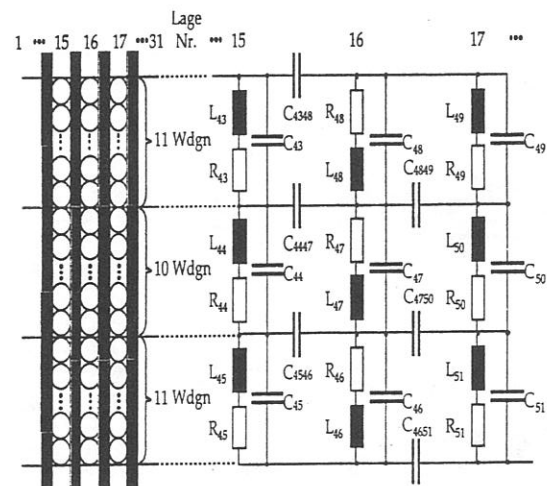 Lage
1 ••• 15 16 17 •••31 Nr. 15 16 17 •••
C4348
L43 R48 L49
C43 C48 C49
R43 L48 C4849 R49
11 Wdgn
C4447
L44 R47 L50
10 Wdgn C44 C47 C50
R44 L47 C4750 R50
C4546
L45 R46 L51
11 Wdgn C45 C46 C51
R45 L46 C4651 R51